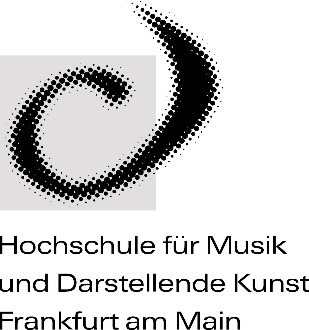 Hochschule für Musik
und Darstellende Kunst
Frankfurt am Main